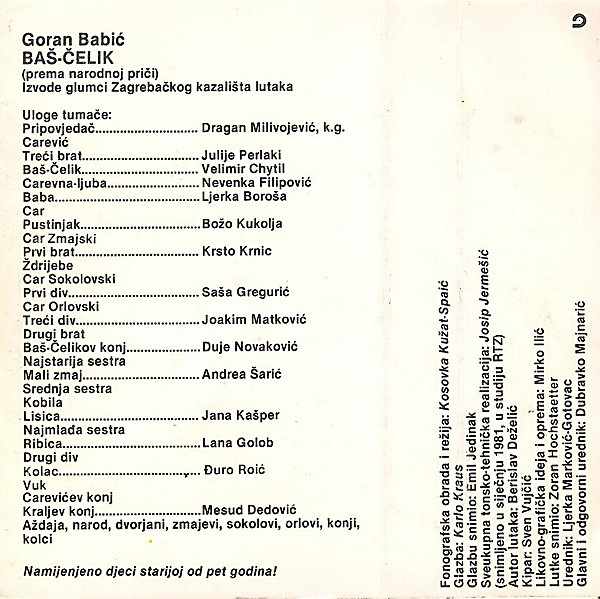 Goran Babić
BAŠ-ČELIK
(prema narodnoj priči)
Izvode glumci Zagrebačkog kazališta lutaka
Uloge tumače:
Pripovjedač............................ Dragan Milivojević, k.g.
Carević
Treći brat................................ Julije Perlaki
Baš-Čelik................................ Velimir Chytil
Carevna-ljuba......................... Nevenka Filipović
Baba........................................ Ljerka Boroša
Car
Pustinjak................................. Božo Kukolja
Car Zmajski
Prvi brat.................................. Krsto Krnic
Ždrijebe
Car Sokolovski
Prvi div.................................... Saša Gregurić
Car Orlovski
Treći div.................................. Joakim Matković
Drugi brat
Baš-Čelikov konj.................... Duje Novaković
Najstarija sestra
Mali zmaj................................ Andrea Šarić
Srednja sestra
Kobila
Lisica...................................... Jana Kašper
Najmlađa sestra
Ribica..................................... Lana Golob
Drugi div
Kolac...................................... Đuro Roić
Vuk
Carevićev konj
Kraljev konj............................. Mesud Dedović
Aždaja, narod, dvorjani, zmajevi, sokolovi, orlovi, konji,
kolci
Namijenjeno djeci starijoj od pet godina!
Fonografska obrada i režija: Kosovka Kužat-Spaić
Glazba: Karlo Kraus
Glazbu snimio: Emil Jedinak
Sveukupna tonsko-tehnička realizacija: Josip Jermešić
(snimljeno u siječnju 1981, u studiju RTZ)
Autor lutaka: Berislav Deželić
Kipar: Sven Vujčić
Likovno-grafička ideja i oprema: Mirko Ilić
Lutke snimio: Zoran Hochstaetter
Urednik: Ljerka Marković-Gotovac
Glavni i odgovorni urednik: Dubravko Majnarić